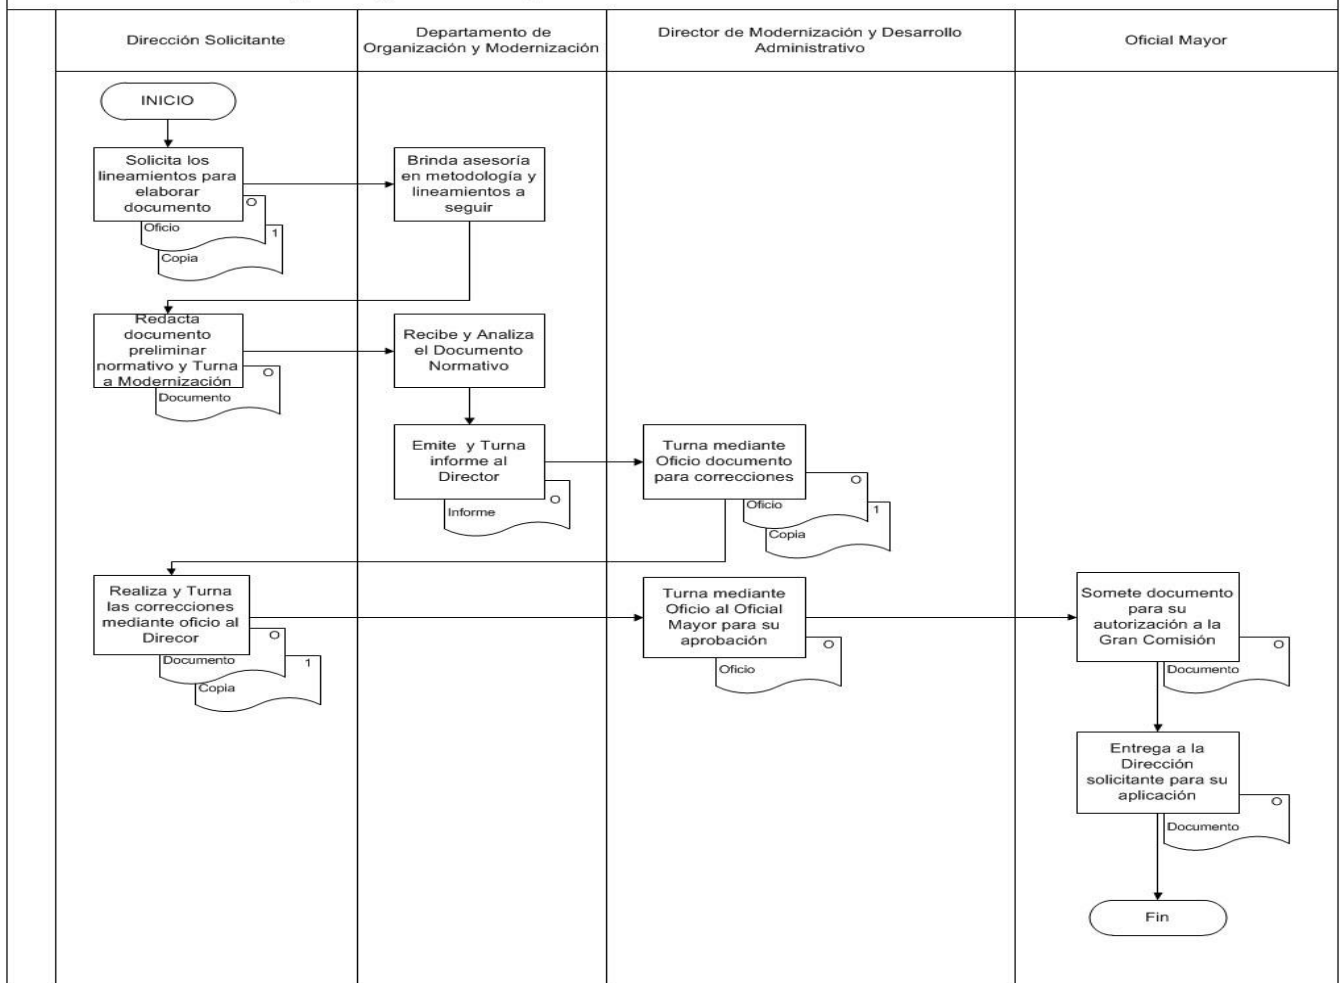 Dirección Solicitante
Departamento de
Organización y Modernización
Director de Modernización y Desarrollo
Administrativo
Oficial Mayor
INICIO
Solicita los
lineamientos para
elaborar
documento
O
Oficio
1
Copia
Brinda asesoría
en metodología y
lineamientos a
seguir
Redacta
documento
preliminar
normativo y Turna
a Modernización
O
Documento
Recibe y Analiza
el Documento
Normativo
Emite y Turna
informe al
Director
O
Informe
Turna mediante
Oficio documento
para correcciones
O
Oficio
1
Copia
Realiza y Turna
las correcciones
mediante oficio al
Direcor
O
Documento
1
Copia
Turna mediante
Oficio al Oficial
Mayor para su
aprobación
O
Oficio
Somete documento
para su
autorización a la
Gran Comisión
O
Documento
Entrega a la
Dirección
solicitante para su
aplicación
O
Documento
Fin